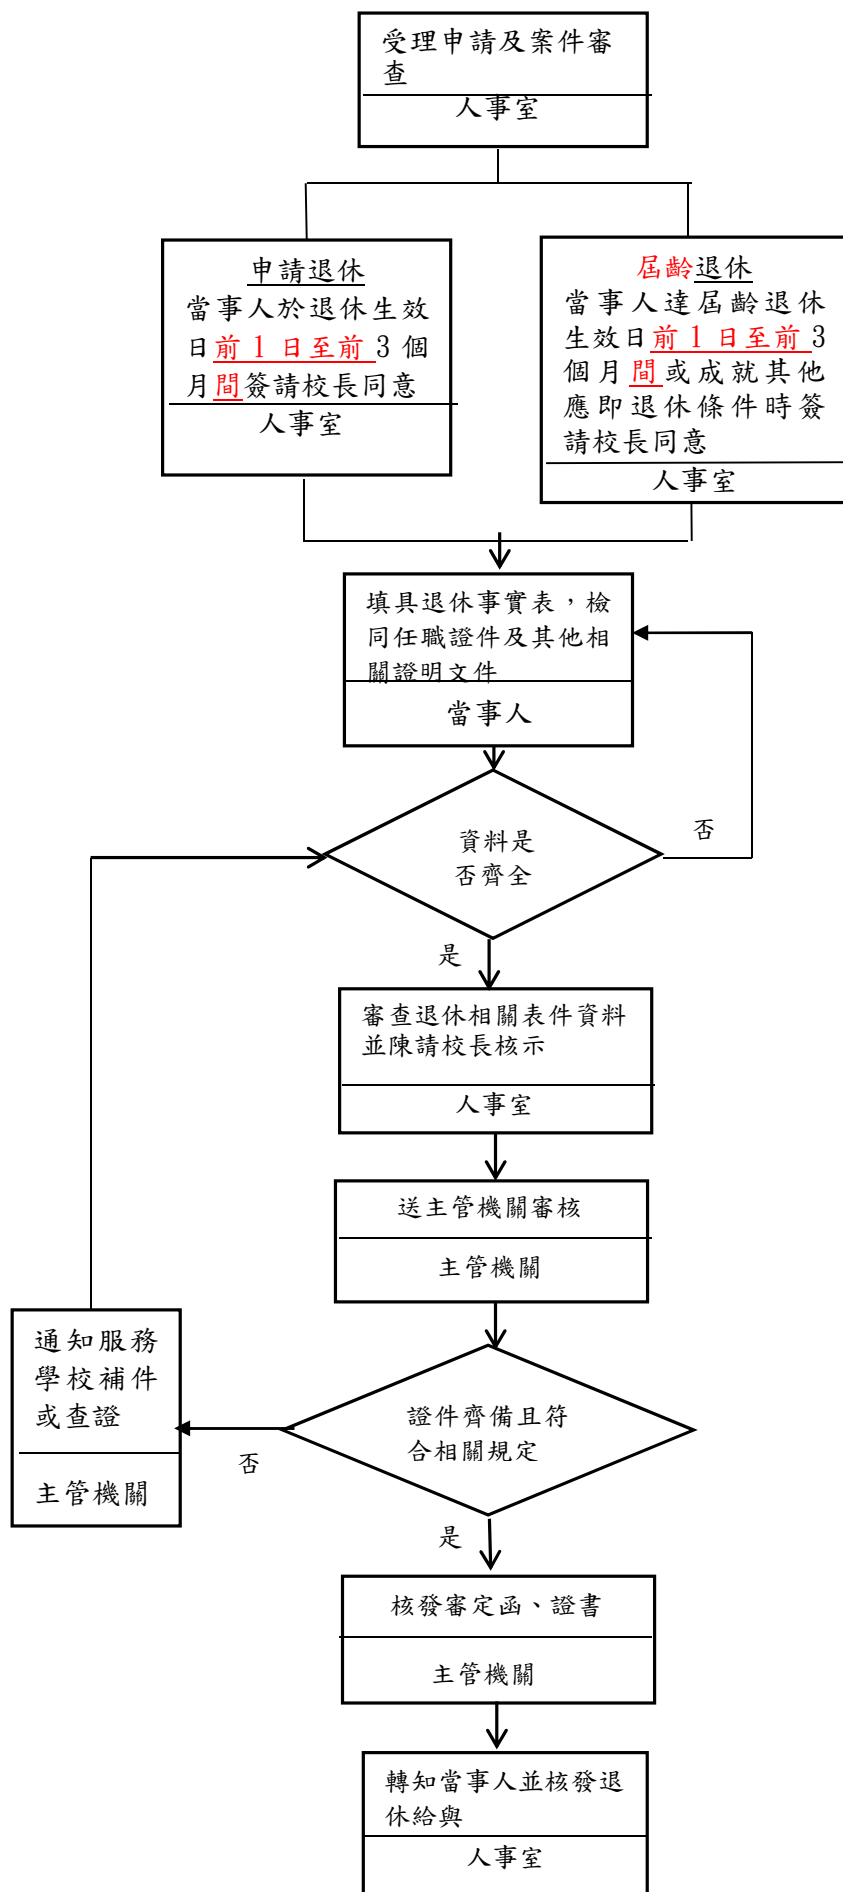 受理申請及案件審
查
人事室
申請退休
當事人於退休生效
日前 1 日至前 3 個
月間簽請校長同意
人事室
屆齡退休
當事人達屆齡退休
生效日前 1 日至前 3
個月間或成就其他
應即退休條件時簽
請校長同意
人事室
填具退休事實表，檢
同任職證件及其他相
關證明文件
當事人
資料是
否齊全
否
是
審查退休相關表件資料
並陳請校長核示
人事室
送主管機關審核
主管機關
通知服務
學校補件
或查證
主管機關
證件齊備且符
合相關規定
否
是
核發審定函、證書
主管機關
轉知當事人並核發退
休給與
人事室